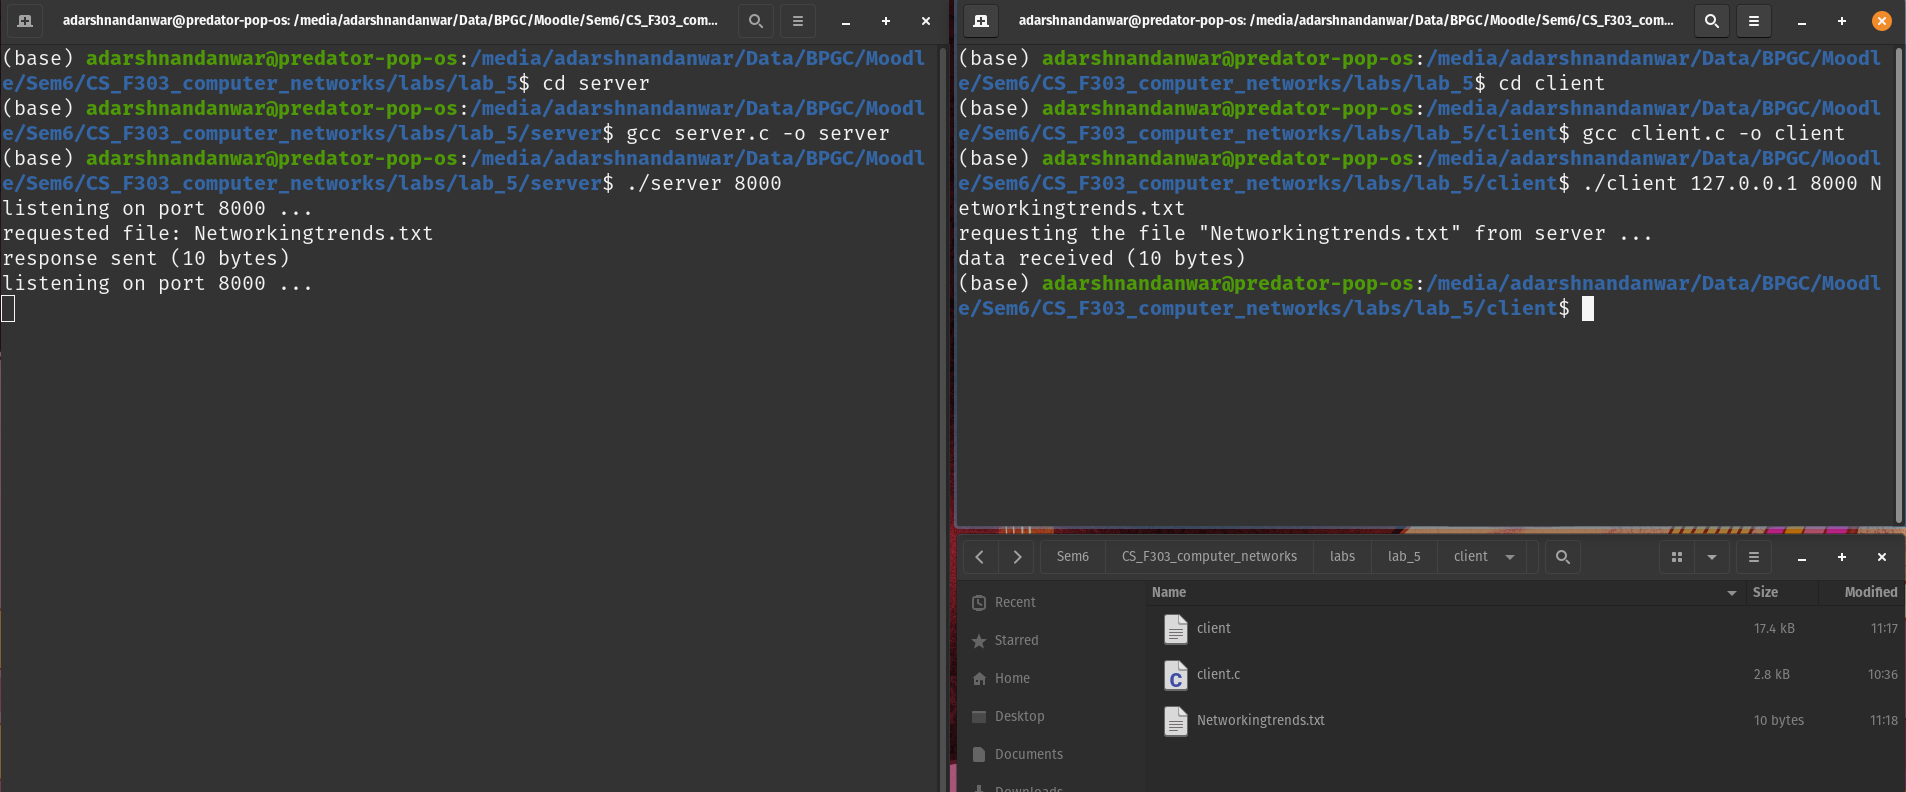 adarshnandanwar@predator-pop-os: /media/adarshnandanwar/Data/BPGC/Moodle/Sem6/CS_F303_com...
(base) adarshnandanwar@predator-pop-os:/media/adarshnandanwar/Data/BPGC/Moodl
e/Sem6/CS_F303_computer_networks/labs/lab_5$ cd server
(base) adarshnandanwar@predator-pop-os:/media/adarshnandanwar/Data/BPGC/Moodl
e/Sem6/CS_F303_computer_networks/labs/lab_5/server$ gcc server.c -o server
(base) adarshnandanwar@predator-pop-os:/media/adarshnandanwar/Data/BPGC/Moodl
e/Sem6/CS_F303_computer_networks/labs/lab_5/server$ ./server 8000
listening on port 8000 ...
requested file: Networkingtrends.txt
response sent (10 bytes)
listening on port 8000 ...
adarshnandanwar@predator-pop-os: /media/adarshnandanwar/Data/BPGC/Moodle/Sem6/CS_F303_com...
(base) adarshnandanwar@predator-pop-os:/media/adarshnandanwar/Data/BPGC/Moodl
e/Sem6/CS_F303_computer_networks/labs/lab_5$ cd client
(base) adarshnandanwar@predator-pop-os:/media/adarshnandanwar/Data/BPGC/Moodl
e/Sem6/CS_F303_computer_networks/labs/lab_5/client$ gcc client.c -o client
(base) adarshnandanwar@predator-pop-os:/media/adarshnandanwar/Data/BPGC/Moodl
e/Sem6/CS_F303_computer_networks/labs/lab_5/client$ ./client 127.0.0.1 8000 N
etworkingtrends.txt
requesting the file "Networkingtrends.txt" from server ...
data received (10 bytes)
(base) adarshnandanwar@predator-pop-os:/media/adarshnandanwar/Data/BPGC/Moodl
e/Sem6/CS_F303_computer_networks/labs/lab_5/client$
Sem6 CS_F303_computer_networks labs lab_5 client
Recent
Starred
Home
Desktop
Documents
Downloads
Name Size Modified
client 17.4 kB 11:17
client.c 2.8 kB 10:36
Networkingtrends.txt 10 bytes 11:18